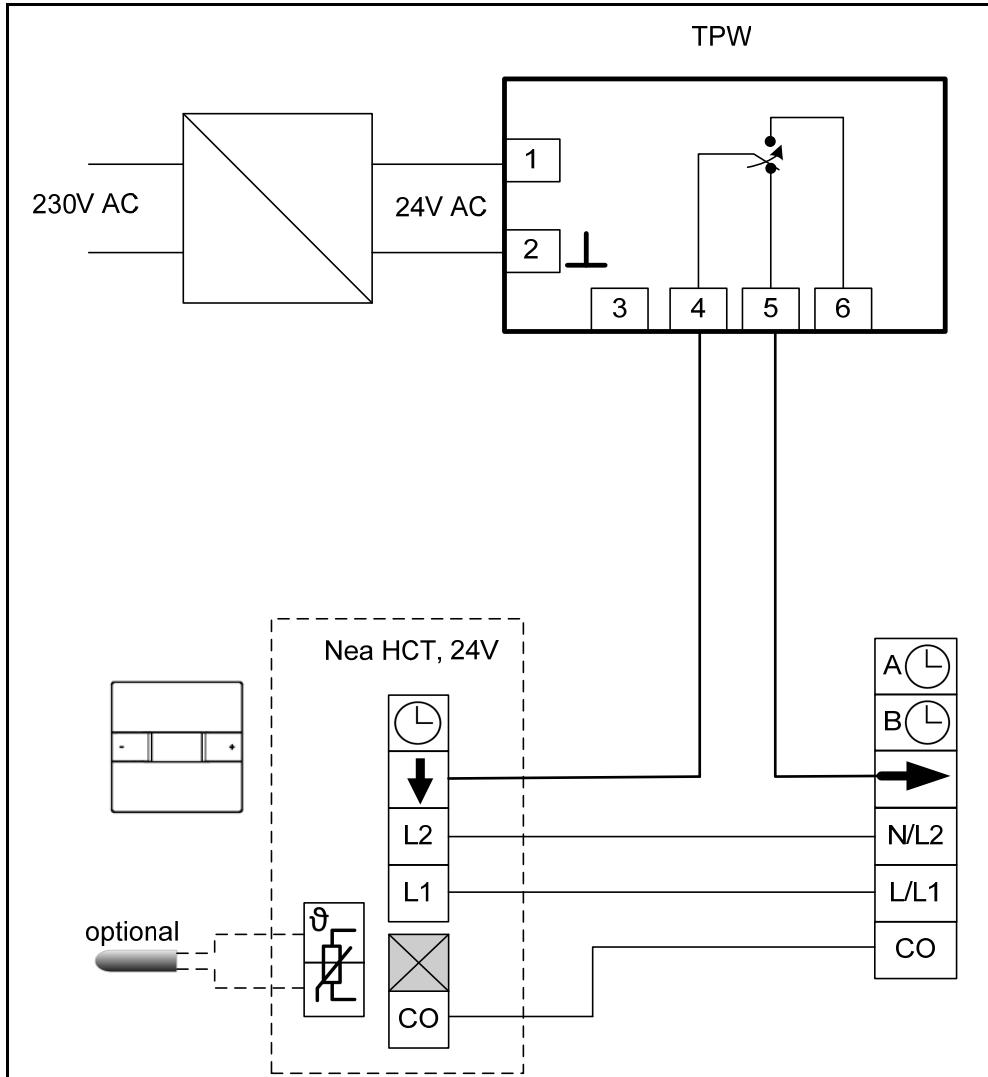 TPW
230V AC
24V AC
1
2
3
4
5
6
Nea HCT, 24V
L2
L1
CO
- +
optional
ϑ
A
B
N/L2
L/L1
CO